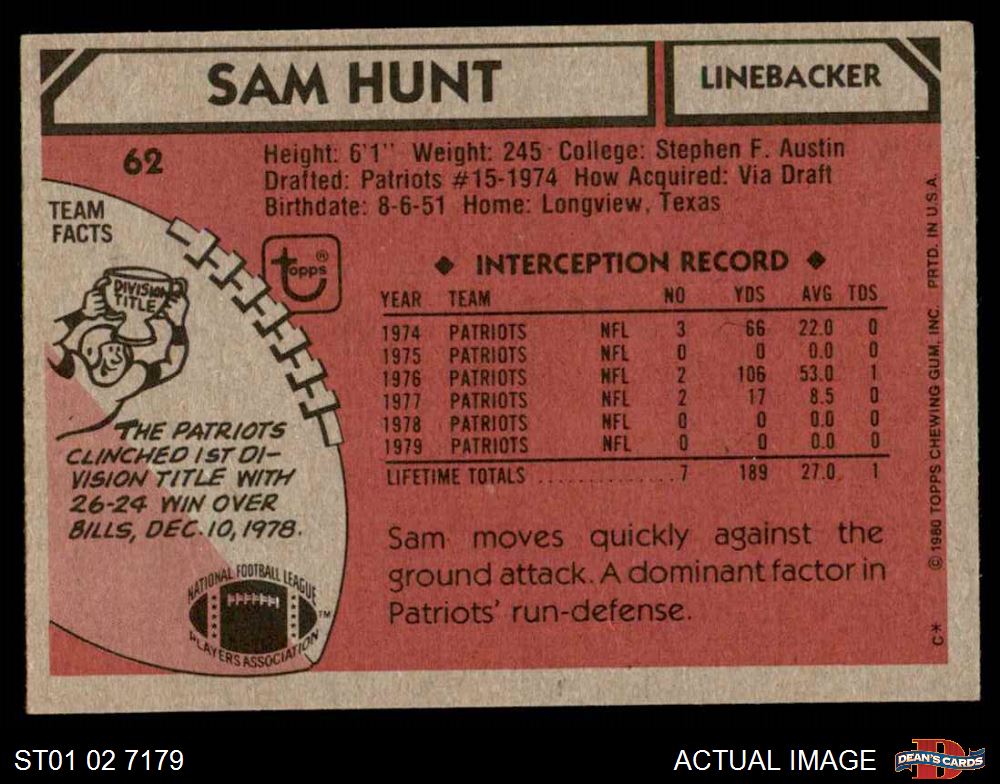 SAM HUNT
LINEBACKER
62
Height: 6'1" Weight: 245 College: Stephen F. Austin
Drafted: Patriots #15-1974 How Acquired: Via Draft
Birthdate: 8-6-51 Home: Longview, Texas
TEAM
FACTS
DIVISION
TITLE
THE PATRIOTS
CLINCHED 1ST DI-
VISION TITLE WITH
26-24 WIN OVER
BILLS, DEC. 10, 1978.
NATIONAL FOOTBALL LEAGUE
PLAYERS ASSOCIATION
TM
topps ®
◆ INTERCEPTION RECORD ◆
YEAR TEAM NO YDS AVG TDS
1974 PATRIOTS NFL 3 66 22.0 0
1975 PATRIOTS NFL 0 0 0.0 0
1976 PATRIOTS NFL 2 106 53.0 1
1977 PATRIOTS NFL 2 17 8.5 0
1978 PATRIOTS NFL 0 0 0.0 0
1979 PATRIOTS NFL 0 0 0.0 0
LIFETIME TOTALS ............. 7 189 27.0 1
Sam moves quickly against the
ground attack. A dominant factor in
Patriots' run-defense.
C* © 1980 TOPPS CHEWING GUM, INC. PRTD. IN U.S.A.
ST01 02 7179
ACTUAL IMAGE
D
DEAN'S CARDS